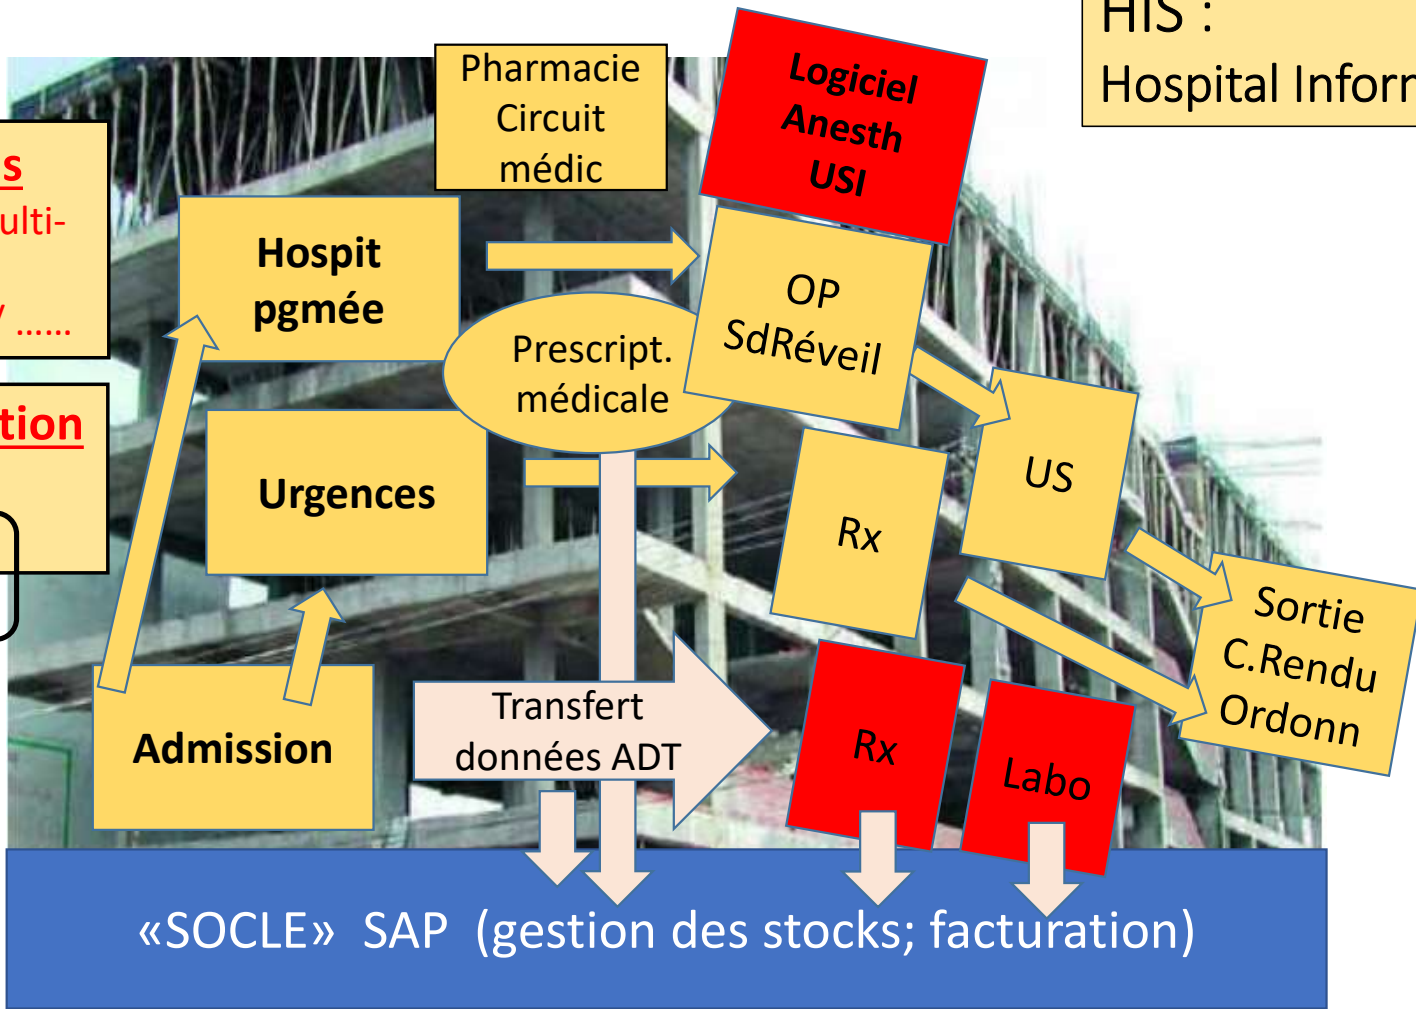 HIS :
Hospital Inform
Pharmacie
Circuit
médic
Logiciel
Anesth
USI
s
ulti-
/ ......
Hospit
pgmée
OP
SdRéveil
Prescript.
médicale
tion
Urgences
Rx
US
Sortie
C.Rendu
Ordonn
Admission
Transfert
données ADT
Rx
Labo
«SOCLE» SAP (gestion des stocks; facturation)